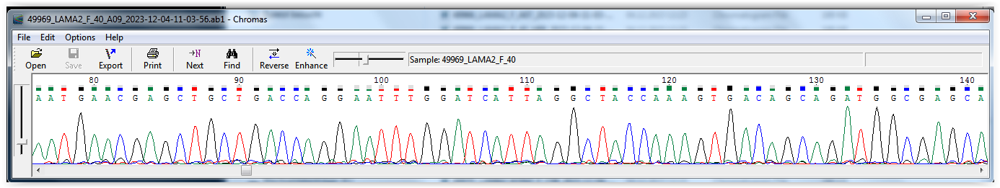 49969_LAMA2_F_40_A09_2023-12-04-11-03-56.ab1 - Chromas
File Edit Options Help
Open Save Export Print Next Find Reverse Enhance Sample: 49969_LAMA2_F_40
80 90 100 110 120 130 140
A A T G A A C G A G C T G C T G A C C A G G A A T T T G G A T C A T T A G G C T A C C A A A G T G A C A G C A G A T G G C G A G C A